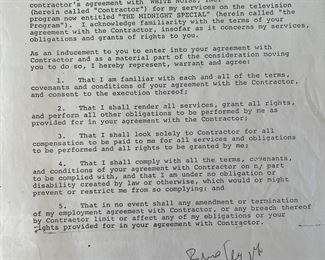 contractor's agreement with WHITE NOISE, INC.
(herein called "Contractor") for my services on the television
program now entitled "THE MIDNIGHT SPECIAL" (herein called "the
Program"). I acknowledge familiarity with the terms of your
agreement with the Contractor, insofar as it concerns my services,
obligations and grants of rights to you.
As an inducement to you to enter into your agreement with
Contractor and as a material part of the consideration moving
you to do so, I hereby represent, warrant and agree:
1. That I am familiar with each and all of the terms,
covenants and conditions of your agreement with the Contractor,
and consent to the execution thereof;
2. That I shall render all services, grant all rights,
and perform all other obligations to be performed by me as
provided for in your agreement with the Contractor;
3. That I shall look solely to Contractor for all
compensation to be paid to me for all services and obligations
to be performed and all rights to be granted by me;
4. That I shall comply with all the terms, covenants,
and conditions of your agreement with Contractor on my part
to be complied with, and that I am under no obligation or
disability created by law or otherwise, which would or might
prevent or restrict me from so complying; and
5. That in no event shall any amendment or termination
of my employment agreement with Contractor, or any breach thereof
by Contractor limit or affect any of my obligations or your
rights provided for in your agreement with Contractor.